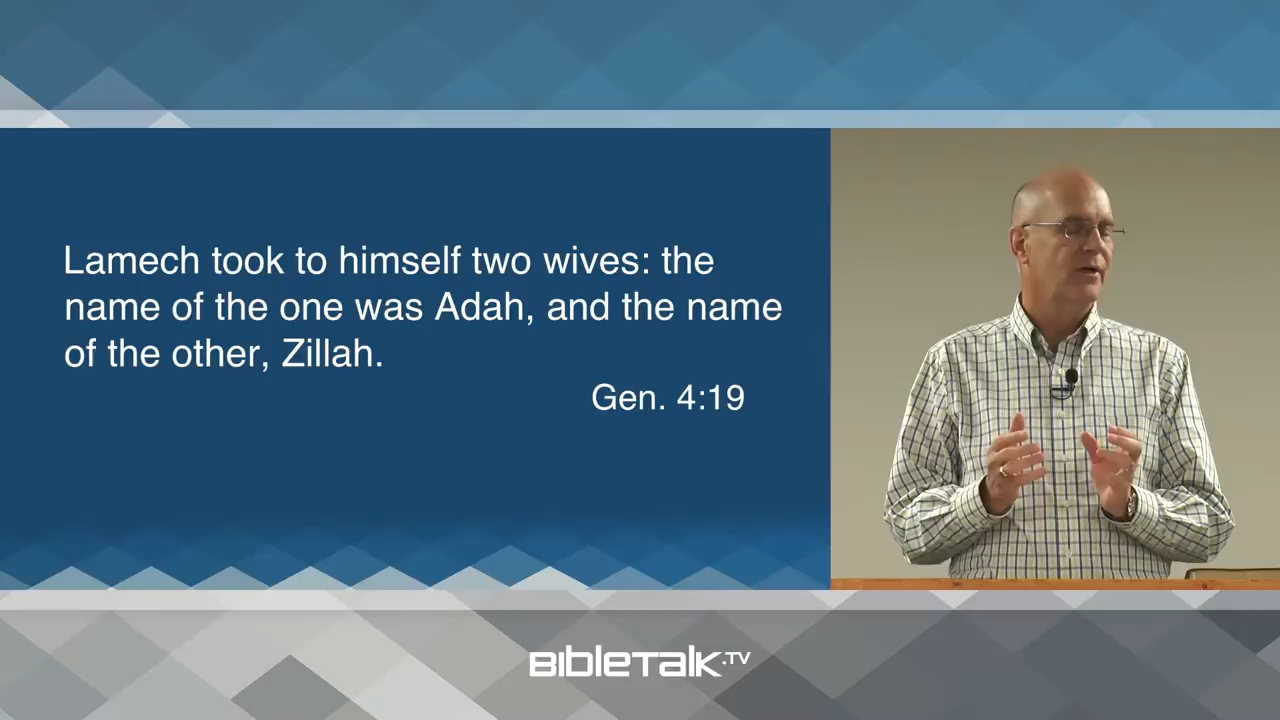 Lamech took to himself two wives: the
name of the one was Adah, and the name
of the other, Zillah.
Gen. 4:19
BIBLETALK.TV